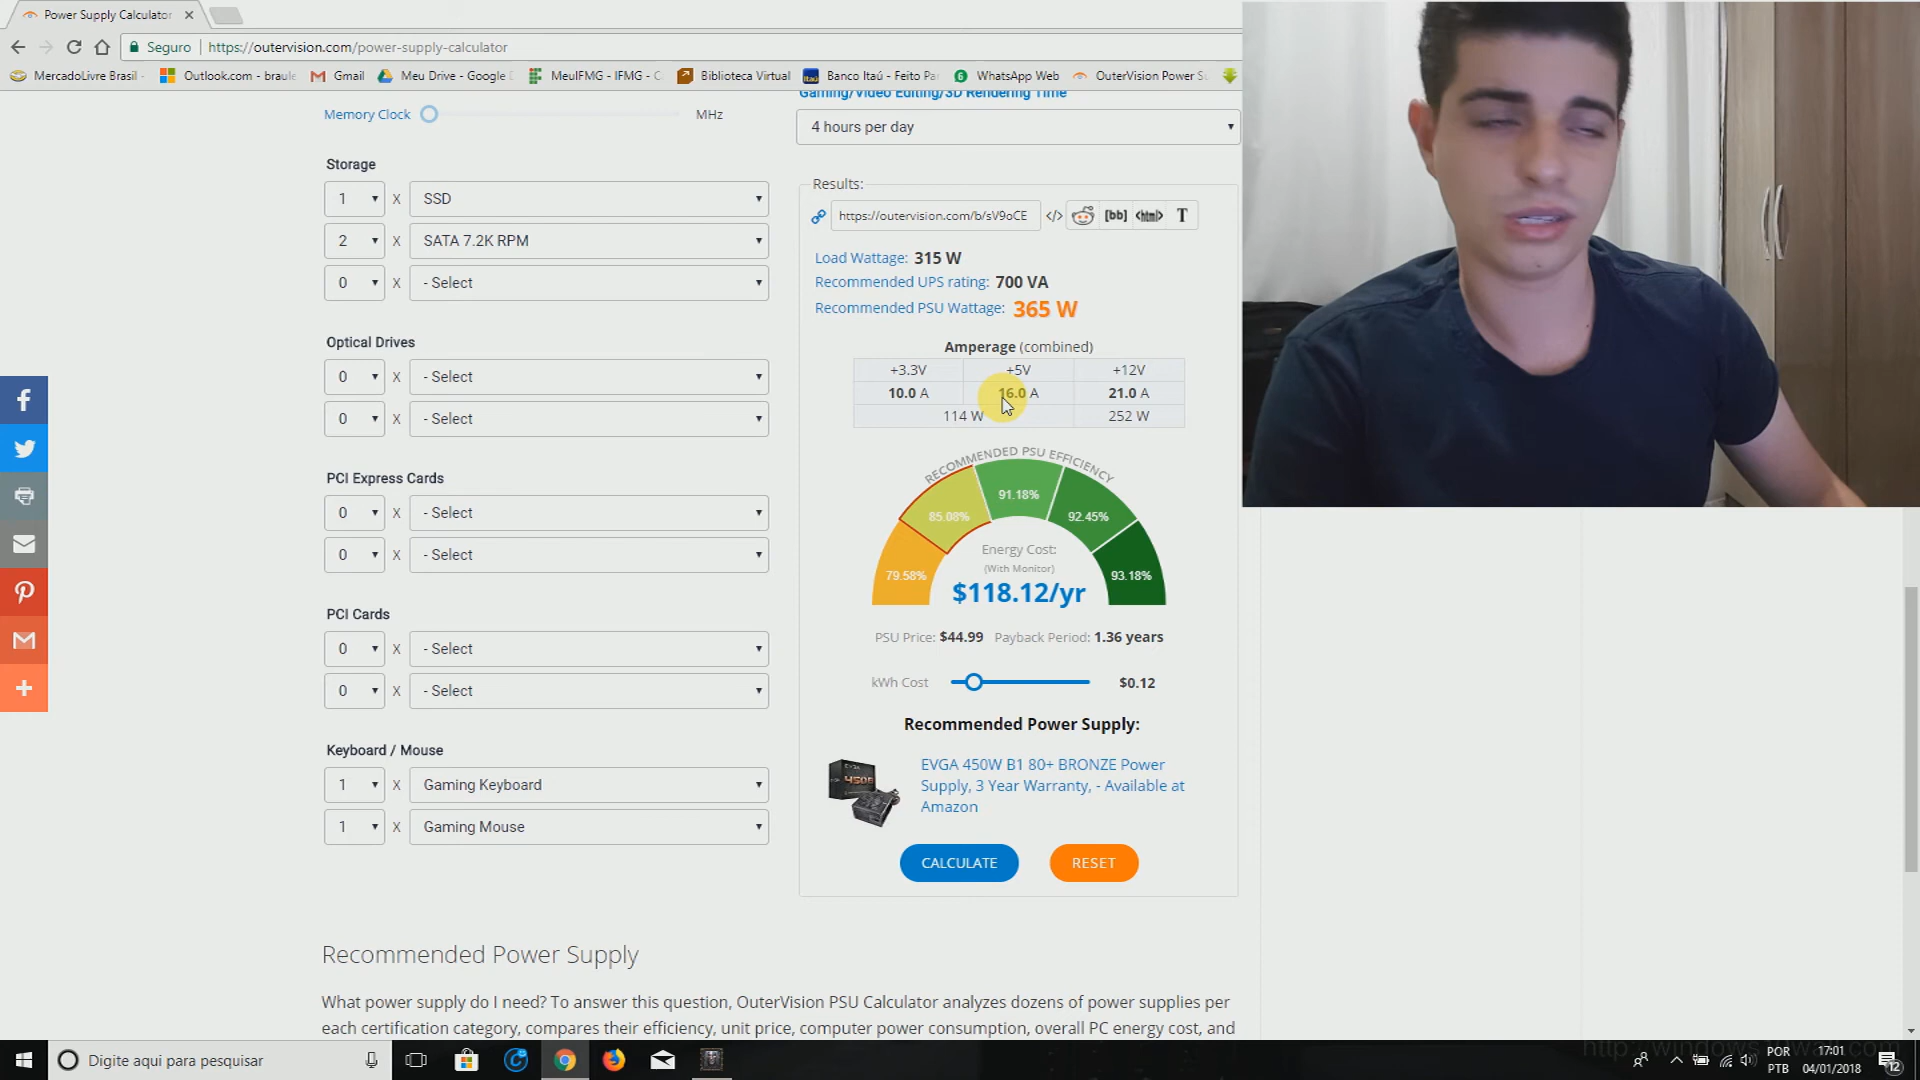 Power Supply Calculator
Seguro https://outervision.com/power-supply-calculator
MercadoLivre Brasil - Outlook.com - braule Gmail Meu Drive - Google D MeuIFMG - IFMG - C Biblioteca Virtual Banco Itaú - Feito Pa WhatsApp Web OuterVision Power Su
Memory Clock MHz
Storage
1 X SSD
2 X SATA 7.2K RPM
0 X - Select
Optical Drives
0 X - Select
0 X - Select
PCI Express Cards
0 X - Select
0 X - Select
PCI Cards
0 X - Select
0 X - Select
Keyboard / Mouse
1 X Gaming Keyboard
1 X Gaming Mouse
Gaming/Video Editing/3D Rendering Time
4 hours per day
Results:
https://outervision.com/b/sV9oCE </> [bb] <html> T
Load Wattage: 315 W
Recommended UPS rating: 700 VA
Recommended PSU Wattage: 365 W
Amperage (combined)
+3.3V +5V +12V
10.0 A 16.0 A 21.0 A
114 W 252 W
RECOMMENDED PSU EFFICIENCY
79.58% 85.08% 91.18% 92.45% 93.18%
Energy Cost:
(With Monitor)
$118.12/yr
PSU Price: $44.99 Payback Period: 1.36 years
kWh Cost $0.12
Recommended Power Supply:
EVGA 450W B1 80+ BRONZE Power
Supply, 3 Year Warranty, - Available at
Amazon
CALCULATE RESET
Recommended Power Supply
What power supply do I need? To answer this question, OuterVision PSU Calculator analyzes dozens of power supplies per
each certification category, compares their efficiency, unit price, computer power consumption, overall PC energy cost, and
Digite aqui para pesquisar
POR
PTB
17:01
04/01/2018
12